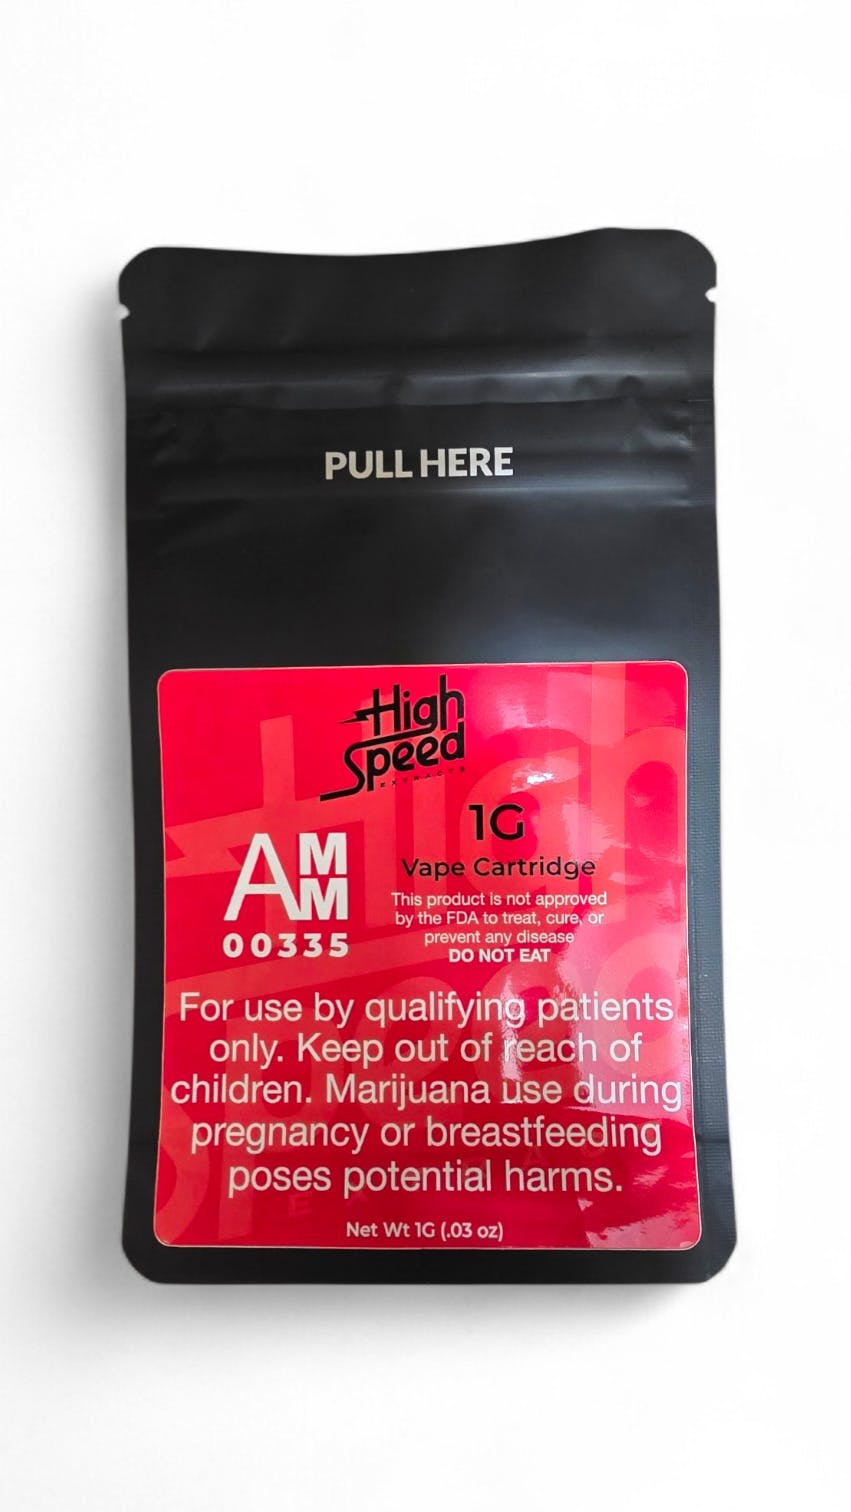 PULL HERE
High
Speed
EXTRACTS
1G
Vape Cartridge
AMM
00335
This product is not approved
by the FDA to treat, cure, or
prevent any disease
DO NOT EAT
For use by qualifying patients
only. Keep out of reach of
children. Marijuana use during
pregnancy or breastfeeding
poses potential harms.
Net Wt 1G (.03 oz)